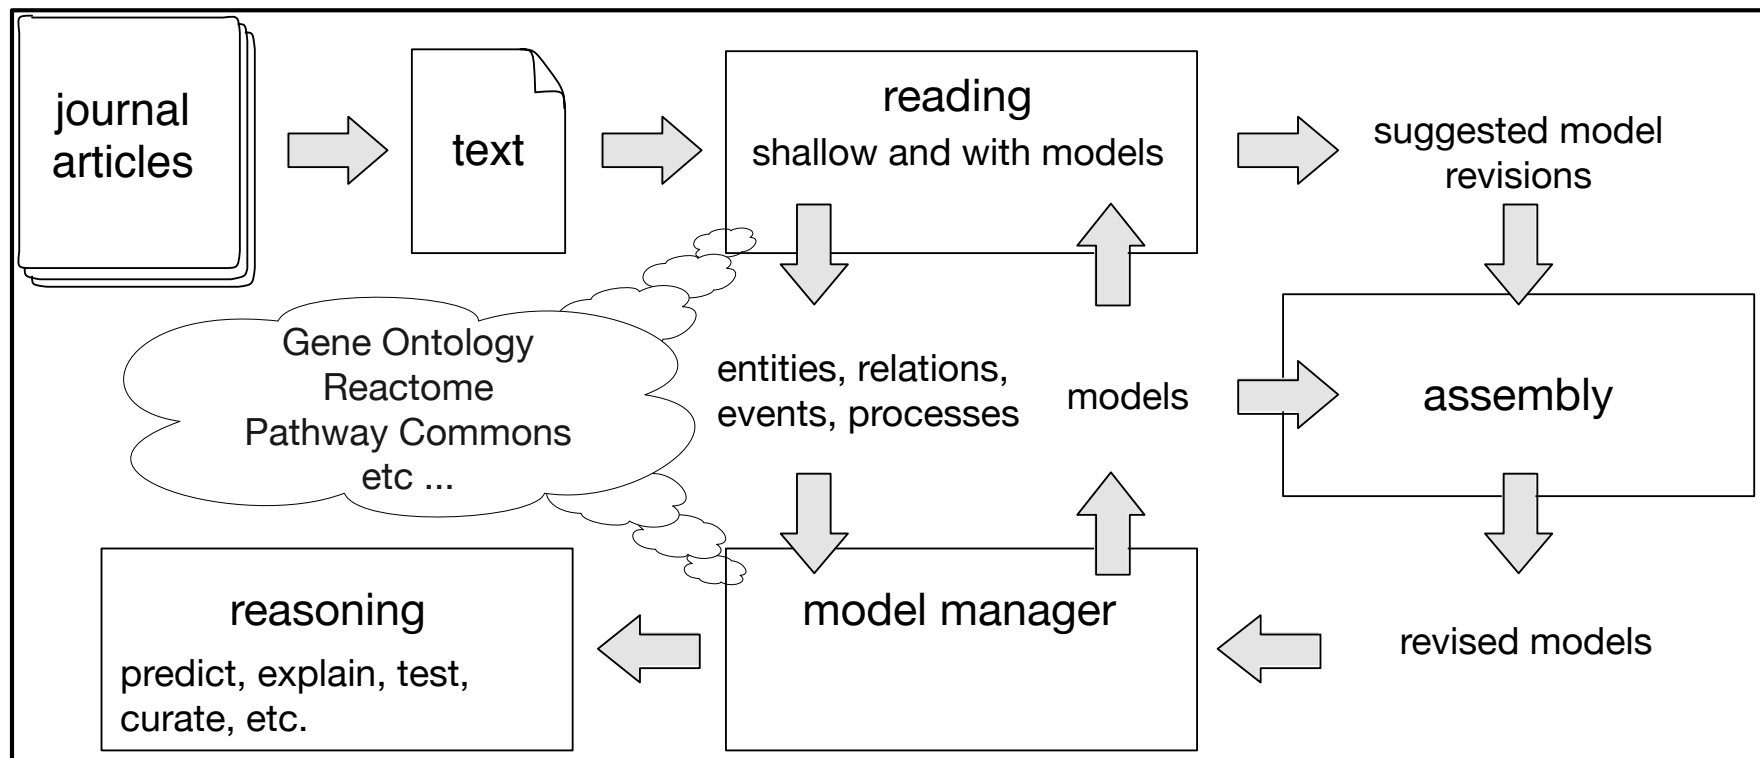 journal
articles
text
reading
shallow and with models
suggested model
revisions
Gene Ontology
Reactome
Pathway Commons
etc ...
entities, relations,
events, processes
models
assembly
reasoning
predict, explain, test,
curate, etc.
model manager
revised models